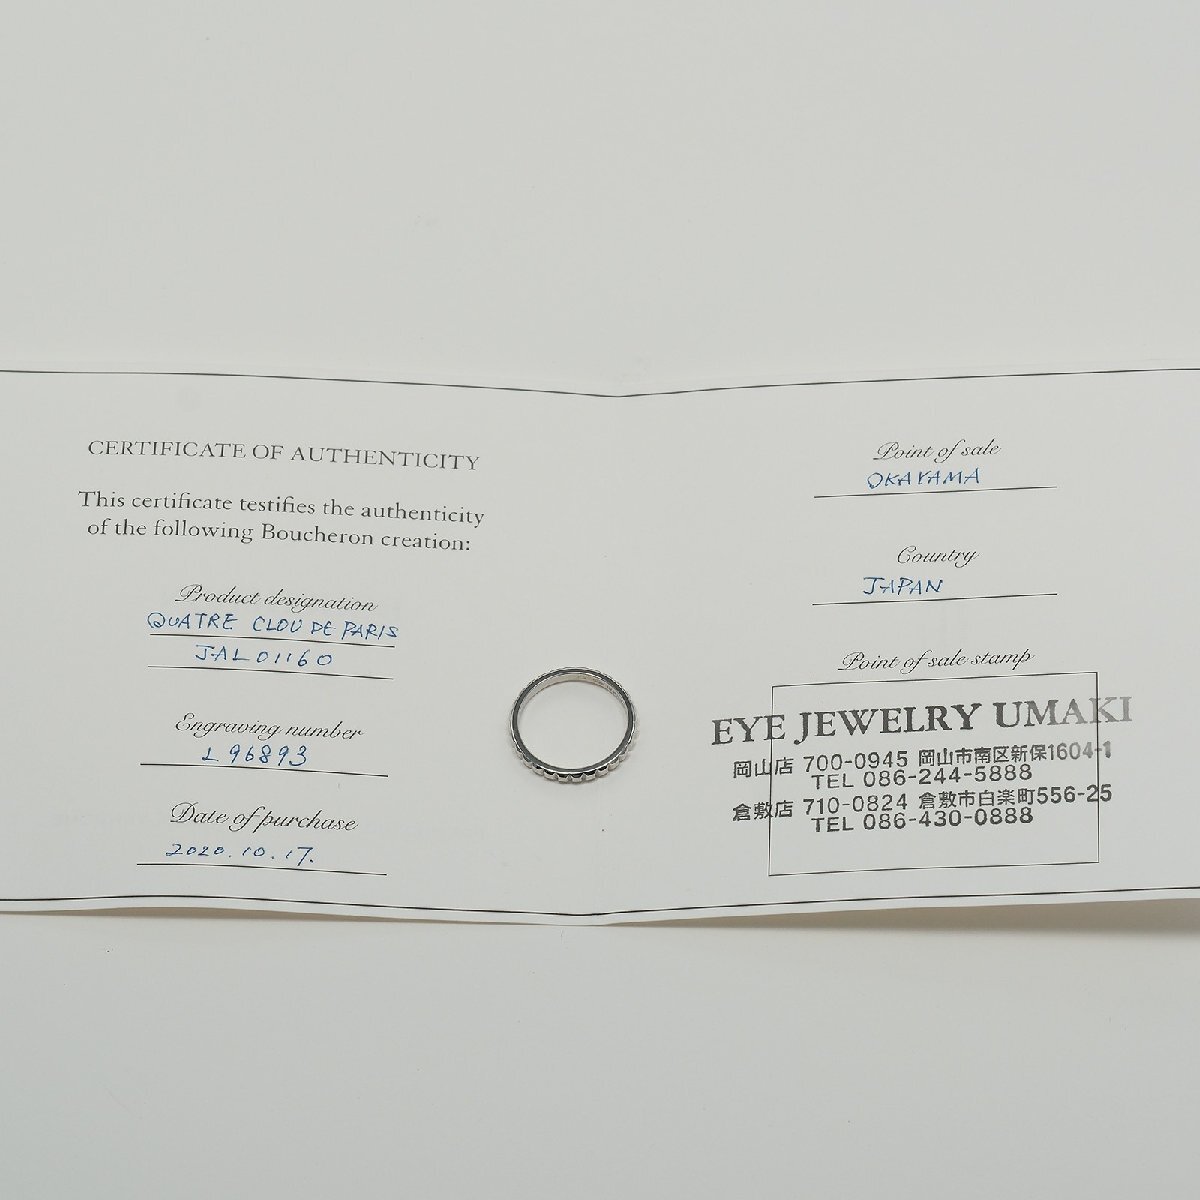 CERTIFICATE OF AUTHENTICITY
This certificate testifies the authenticity
of the following Boucheron creation:
Product designation
QUATRE CLOU DE PARIS
JAL01160
Engraving number
L96893
Date of purchase
2020.10.17.
Point of sale
OKAYAMA
Country
JAPAN
Point of sale stamp
EYE JEWELRY UMAKI
岡山店 700-0945 岡山市南区新保1604-1
TEL 086-244-5888
倉敷店 710-0824 倉敷市白楽町556-25
TEL 086-430-0888